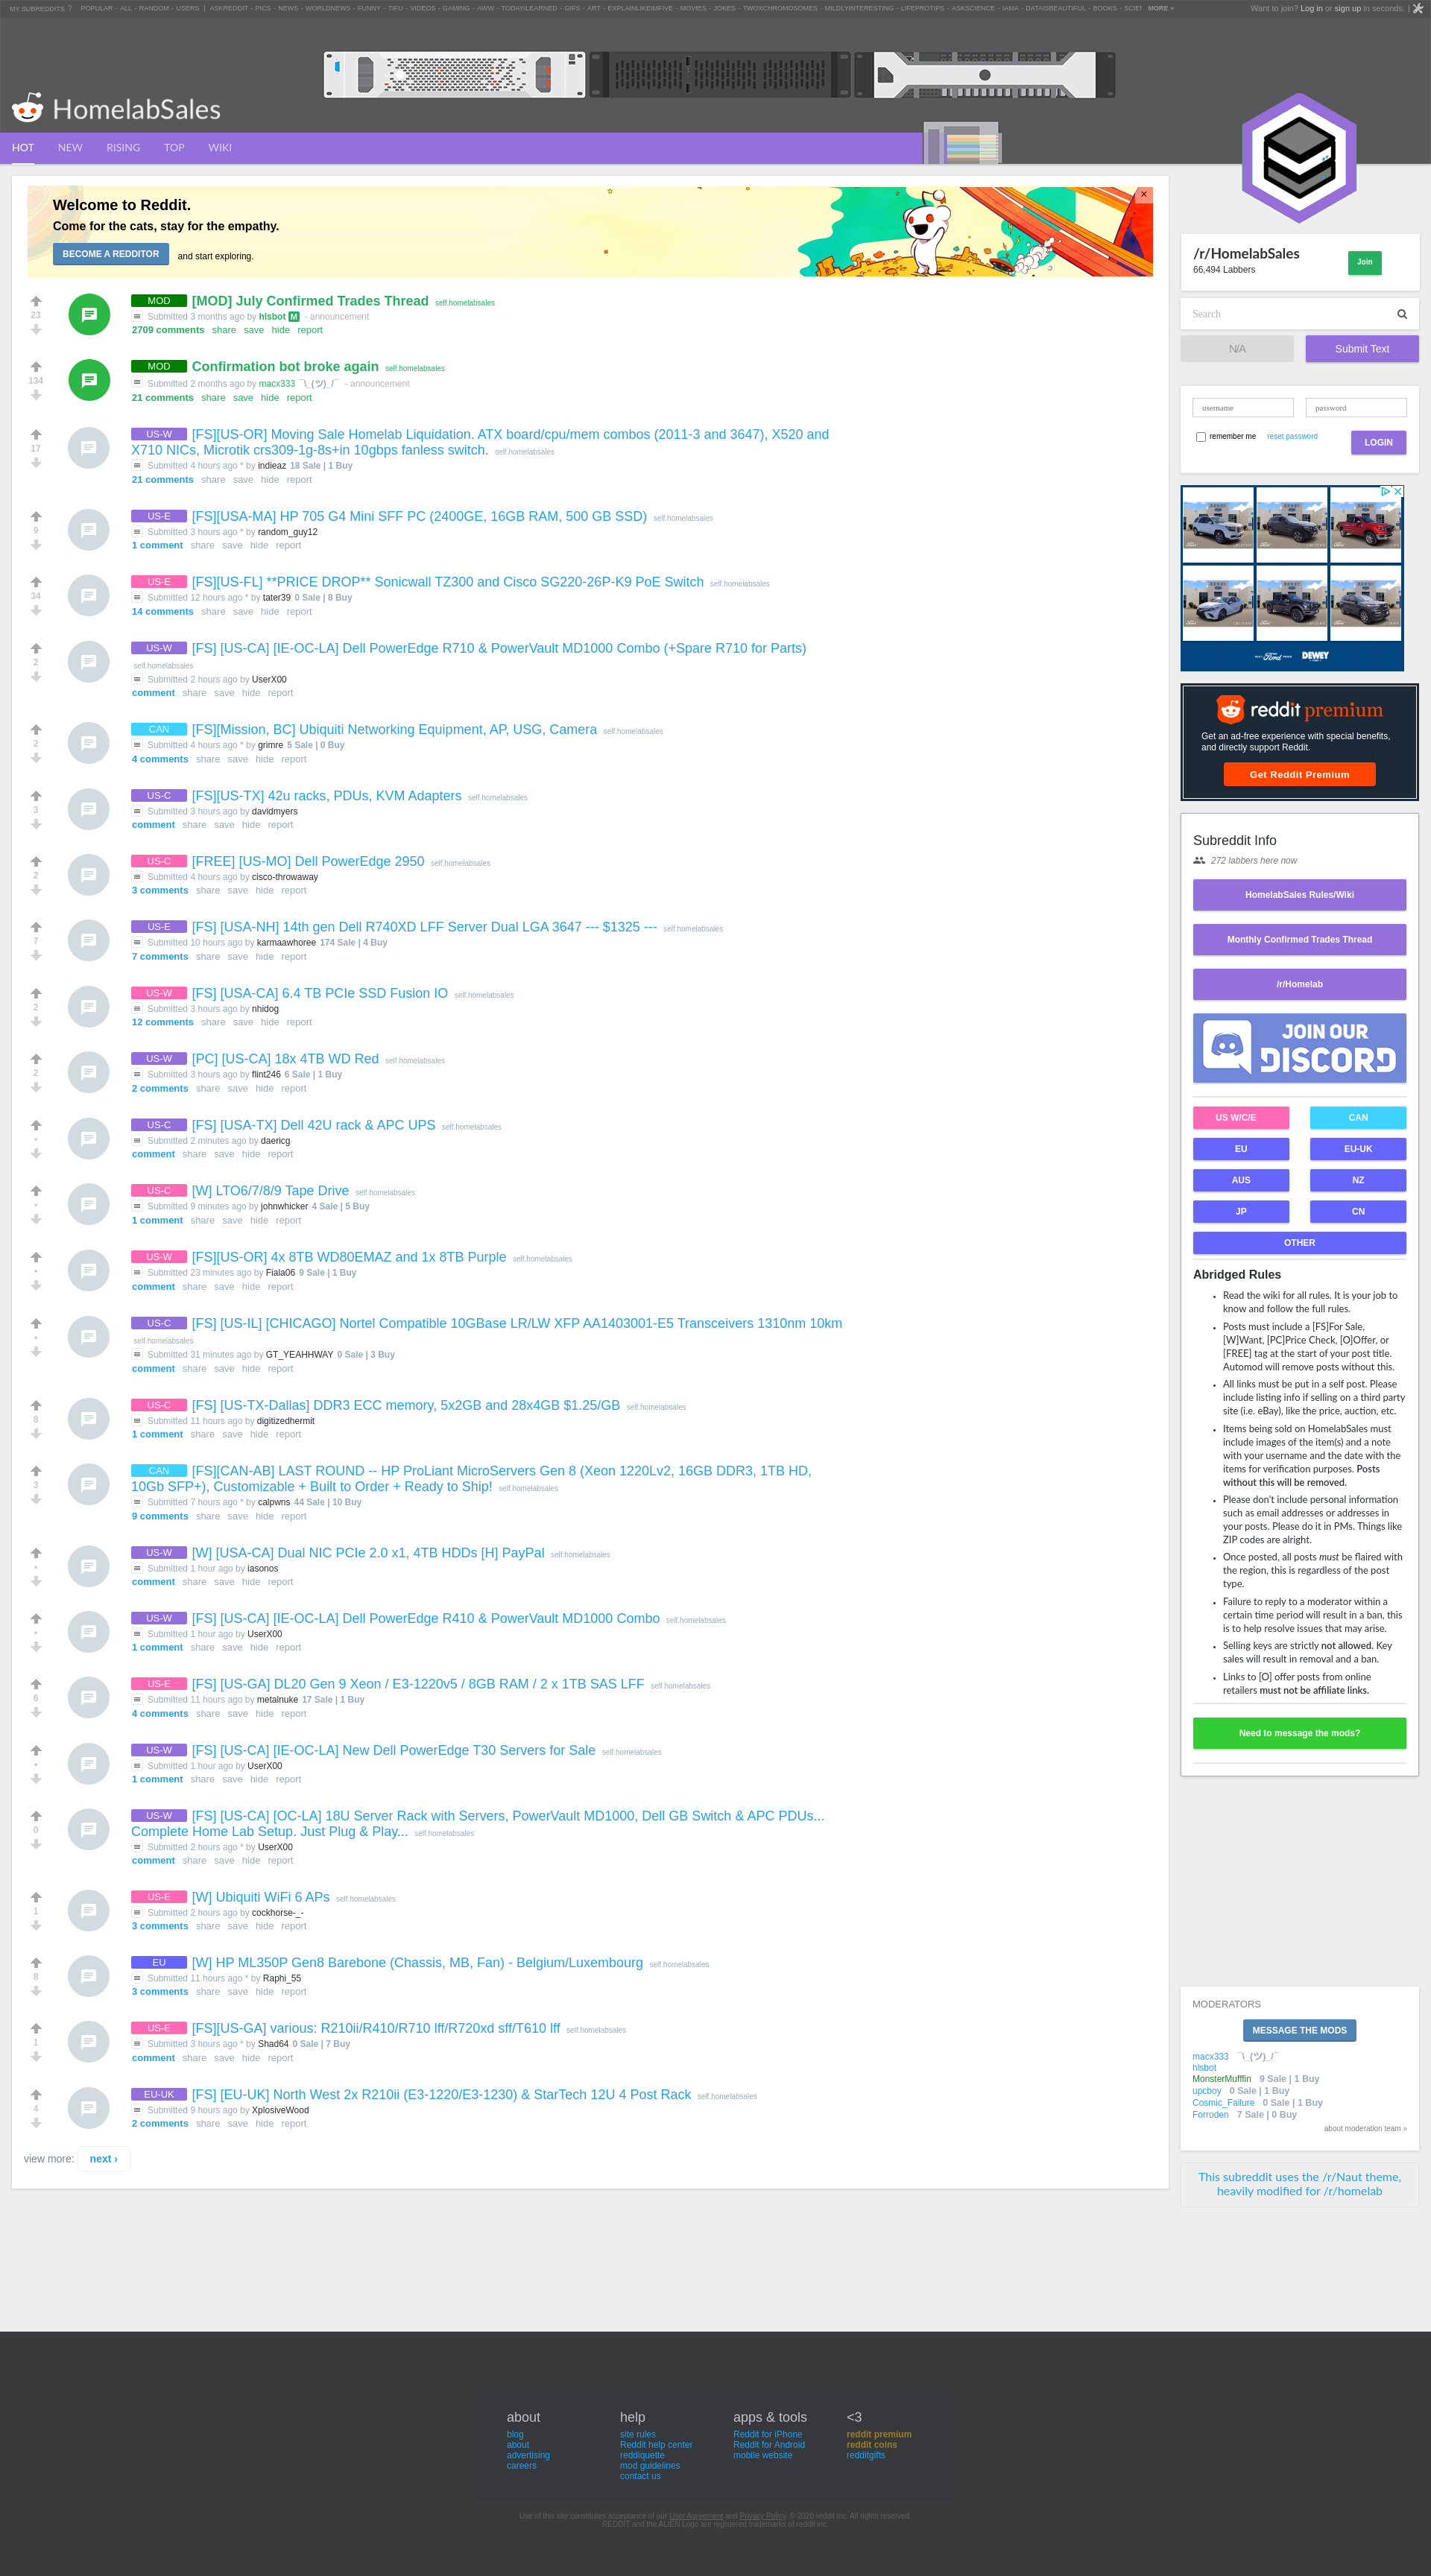 MY SUBREDDITS ? POPULAR - ALL - RANDOM - USERS | ASKREDDIT - PICS - NEWS - WORLDNEWS - FUNNY - TIFU - VIDEOS - GAMING - AWW - TODAYILEARNED - GIFS - ART - EXPLAINLIKEIMFIVE - MOVIES - JOKES - TWOXCHROMOSOMES - MILDLYINTERESTING - LIFEPROTIPS - ASKSCIENCE - IAMA - DATAISBEAUTIFUL - BOOKS - SCIEN MORE »
Want to join? Log in or sign up in seconds. |
HomelabSales
HOT NEW RISING TOP WIKI
Welcome to Reddit.
Come for the cats, stay for the empathy.
BECOME A REDDITOR and start exploring.
×
23
MOD [MOD] July Confirmed Trades Thread self.homelabsales
Submitted 3 months ago by hlsbot M - announcement
2709 comments share save hide report
134
MOD Confirmation bot broke again self.homelabsales
Submitted 2 months ago by macx333 ¯\_(ツ)_/¯ - announcement
21 comments share save hide report
17
US-W [FS][US-OR] Moving Sale Homelab Liquidation. ATX board/cpu/mem combos (2011-3 and 3647), X520 and
X710 NICs, Microtik crs309-1g-8s+in 10gbps fanless switch. self.homelabsales
Submitted 4 hours ago * by indieaz 18 Sale | 1 Buy
21 comments share save hide report
9
US-E [FS][USA-MA] HP 705 G4 Mini SFF PC (2400GE, 16GB RAM, 500 GB SSD) self.homelabsales
Submitted 3 hours ago * by random_guy12
1 comment share save hide report
34
US-E [FS][US-FL] **PRICE DROP** Sonicwall TZ300 and Cisco SG220-26P-K9 PoE Switch self.homelabsales
Submitted 12 hours ago * by tater39 0 Sale | 8 Buy
14 comments share save hide report
2
US-W [FS] [US-CA] [IE-OC-LA] Dell PowerEdge R710 & PowerVault MD1000 Combo (+Spare R710 for Parts)
self.homelabsales
Submitted 2 hours ago by UserX00
comment share save hide report
2
CAN [FS][Mission, BC] Ubiquiti Networking Equipment, AP, USG, Camera self.homelabsales
Submitted 4 hours ago * by grimre 5 Sale | 0 Buy
4 comments share save hide report
3
US-C [FS][US-TX] 42u racks, PDUs, KVM Adapters self.homelabsales
Submitted 3 hours ago by davidmyers
comment share save hide report
2
US-C [FREE] [US-MO] Dell PowerEdge 2950 self.homelabsales
Submitted 4 hours ago by cisco-throwaway
3 comments share save hide report
7
US-E [FS] [USA-NH] 14th gen Dell R740XD LFF Server Dual LGA 3647 --- $1325 --- self.homelabsales
Submitted 10 hours ago by karmaawhoree 174 Sale | 4 Buy
7 comments share save hide report
2
US-W [FS] [USA-CA] 6.4 TB PCIe SSD Fusion IO self.homelabsales
Submitted 3 hours ago by nhidog
12 comments share save hide report
2
US-W [PC] [US-CA] 18x 4TB WD Red self.homelabsales
Submitted 3 hours ago by flint246 6 Sale | 1 Buy
2 comments share save hide report
•
US-C [FS] [USA-TX] Dell 42U rack & APC UPS self.homelabsales
Submitted 2 minutes ago by daericg
comment share save hide report
•
US-C [W] LTO6/7/8/9 Tape Drive self.homelabsales
Submitted 9 minutes ago by johnwhicker 4 Sale | 5 Buy
1 comment share save hide report
•
US-W [FS][US-OR] 4x 8TB WD80EMAZ and 1x 8TB Purple self.homelabsales
Submitted 23 minutes ago by Fiala06 9 Sale | 1 Buy
comment share save hide report
•
US-C [FS] [US-IL] [CHICAGO] Nortel Compatible 10GBase LR/LW XFP AA1403001-E5 Transceivers 1310nm 10km
self.homelabsales
Submitted 31 minutes ago by GT_YEAHHWAY 0 Sale | 3 Buy
comment share save hide report
8
US-C [FS] [US-TX-Dallas] DDR3 ECC memory, 5x2GB and 28x4GB $1.25/GB self.homelabsales
Submitted 11 hours ago by digitizedhermit
1 comment share save hide report
3
CAN [FS][CAN-AB] LAST ROUND -- HP ProLiant MicroServers Gen 8 (Xeon 1220Lv2, 16GB DDR3, 1TB HD,
10Gb SFP+), Customizable + Built to Order + Ready to Ship! self.homelabsales
Submitted 7 hours ago * by calpwns 44 Sale | 10 Buy
9 comments share save hide report
•
US-W [W] [USA-CA] Dual NIC PCIe 2.0 x1, 4TB HDDs [H] PayPal self.homelabsales
Submitted 1 hour ago by iasonos
comment share save hide report
•
US-W [FS] [US-CA] [IE-OC-LA] Dell PowerEdge R410 & PowerVault MD1000 Combo self.homelabsales
Submitted 1 hour ago by UserX00
1 comment share save hide report
6
US-E [FS] [US-GA] DL20 Gen 9 Xeon / E3-1220v5 / 8GB RAM / 2 x 1TB SAS LFF self.homelabsales
Submitted 11 hours ago by metalnuke 17 Sale | 1 Buy
4 comments share save hide report
•
US-W [FS] [US-CA] [IE-OC-LA] New Dell PowerEdge T30 Servers for Sale self.homelabsales
Submitted 1 hour ago by UserX00
1 comment share save hide report
0
US-W [FS] [US-CA] [OC-LA] 18U Server Rack with Servers, PowerVault MD1000, Dell GB Switch & APC PDUs...
Complete Home Lab Setup. Just Plug & Play... self.homelabsales
Submitted 2 hours ago * by UserX00
comment share save hide report
1
US-E [W] Ubiquiti WiFi 6 APs self.homelabsales
Submitted 2 hours ago by cockhorse-_-
3 comments share save hide report
8
EU [W] HP ML350P Gen8 Barebone (Chassis, MB, Fan) - Belgium/Luxembourg self.homelabsales
Submitted 11 hours ago * by Raphi_55
3 comments share save hide report
1
US-E [FS][US-GA] various: R210ii/R410/R710 lff/R720xd sff/T610 lff self.homelabsales
Submitted 3 hours ago * by Shad64 0 Sale | 7 Buy
comment share save hide report
4
EU-UK [FS] [EU-UK] North West 2x R210ii (E3-1220/E3-1230) & StarTech 12U 4 Post Rack self.homelabsales
Submitted 9 hours ago by XplosiveWood
2 comments share save hide report
view more: next ›
/r/HomelabSales
66,494 Labbers
Join
Search
N/A Submit Text
username password
remember me reset password LOGIN
Ford DEWEY
reddit premium
Get an ad-free experience with special benefits,
and directly support Reddit.
Get Reddit Premium
Subreddit Info
272 labbers here now
HomelabSales Rules/Wiki
Monthly Confirmed Trades Thread
/r/Homelab
JOIN OUR
DISCORD
US W/C/E CAN
EU EU-UK
AUS NZ
JP CN
OTHER
Abridged Rules
• Read the wiki for all rules. It is your job to
know and follow the full rules.
• Posts must include a [FS]For Sale,
[W]Want, [PC]Price Check, [O]Offer, or
[FREE] tag at the start of your post title.
Automod will remove posts without this.
• All links must be put in a self post. Please
include listing info if selling on a third party
site (i.e. eBay), like the price, auction, etc.
• Items being sold on HomelabSales must
include images of the item(s) and a note
with your username and the date with the
items for verification purposes. Posts
without this will be removed.
• Please don't include personal information
such as email addresses or addresses in
your posts. Please do it in PMs. Things like
ZIP codes are alright.
• Once posted, all posts must be flaired with
the region, this is regardless of the post
type.
• Failure to reply to a moderator within a
certain time period will result in a ban, this
is to help resolve issues that may arise.
• Selling keys are strictly not allowed. Key
sales will result in removal and a ban.
• Links to [O] offer posts from online
retailers must not be affiliate links.
Need to message the mods?
MODERATORS
MESSAGE THE MODS
macx333 ¯\_(ツ)_/¯
hlsbot
MonsterMufffin 9 Sale | 1 Buy
upcboy 0 Sale | 1 Buy
Cosmic_Failure 0 Sale | 1 Buy
Forroden 7 Sale | 0 Buy
about moderation team »
This subreddit uses the /r/Naut theme,
heavily modified for /r/homelab
about
blog
about
advertising
careers
help
site rules
Reddit help center
reddiquette
mod guidelines
contact us
apps & tools
Reddit for iPhone
Reddit for Android
mobile website
<3
reddit premium
reddit coins
redditgifts
Use of this site constitutes acceptance of our User Agreement and Privacy Policy. © 2020 reddit inc. All rights reserved.
REDDIT and the ALIEN Logo are registered trademarks of reddit inc.